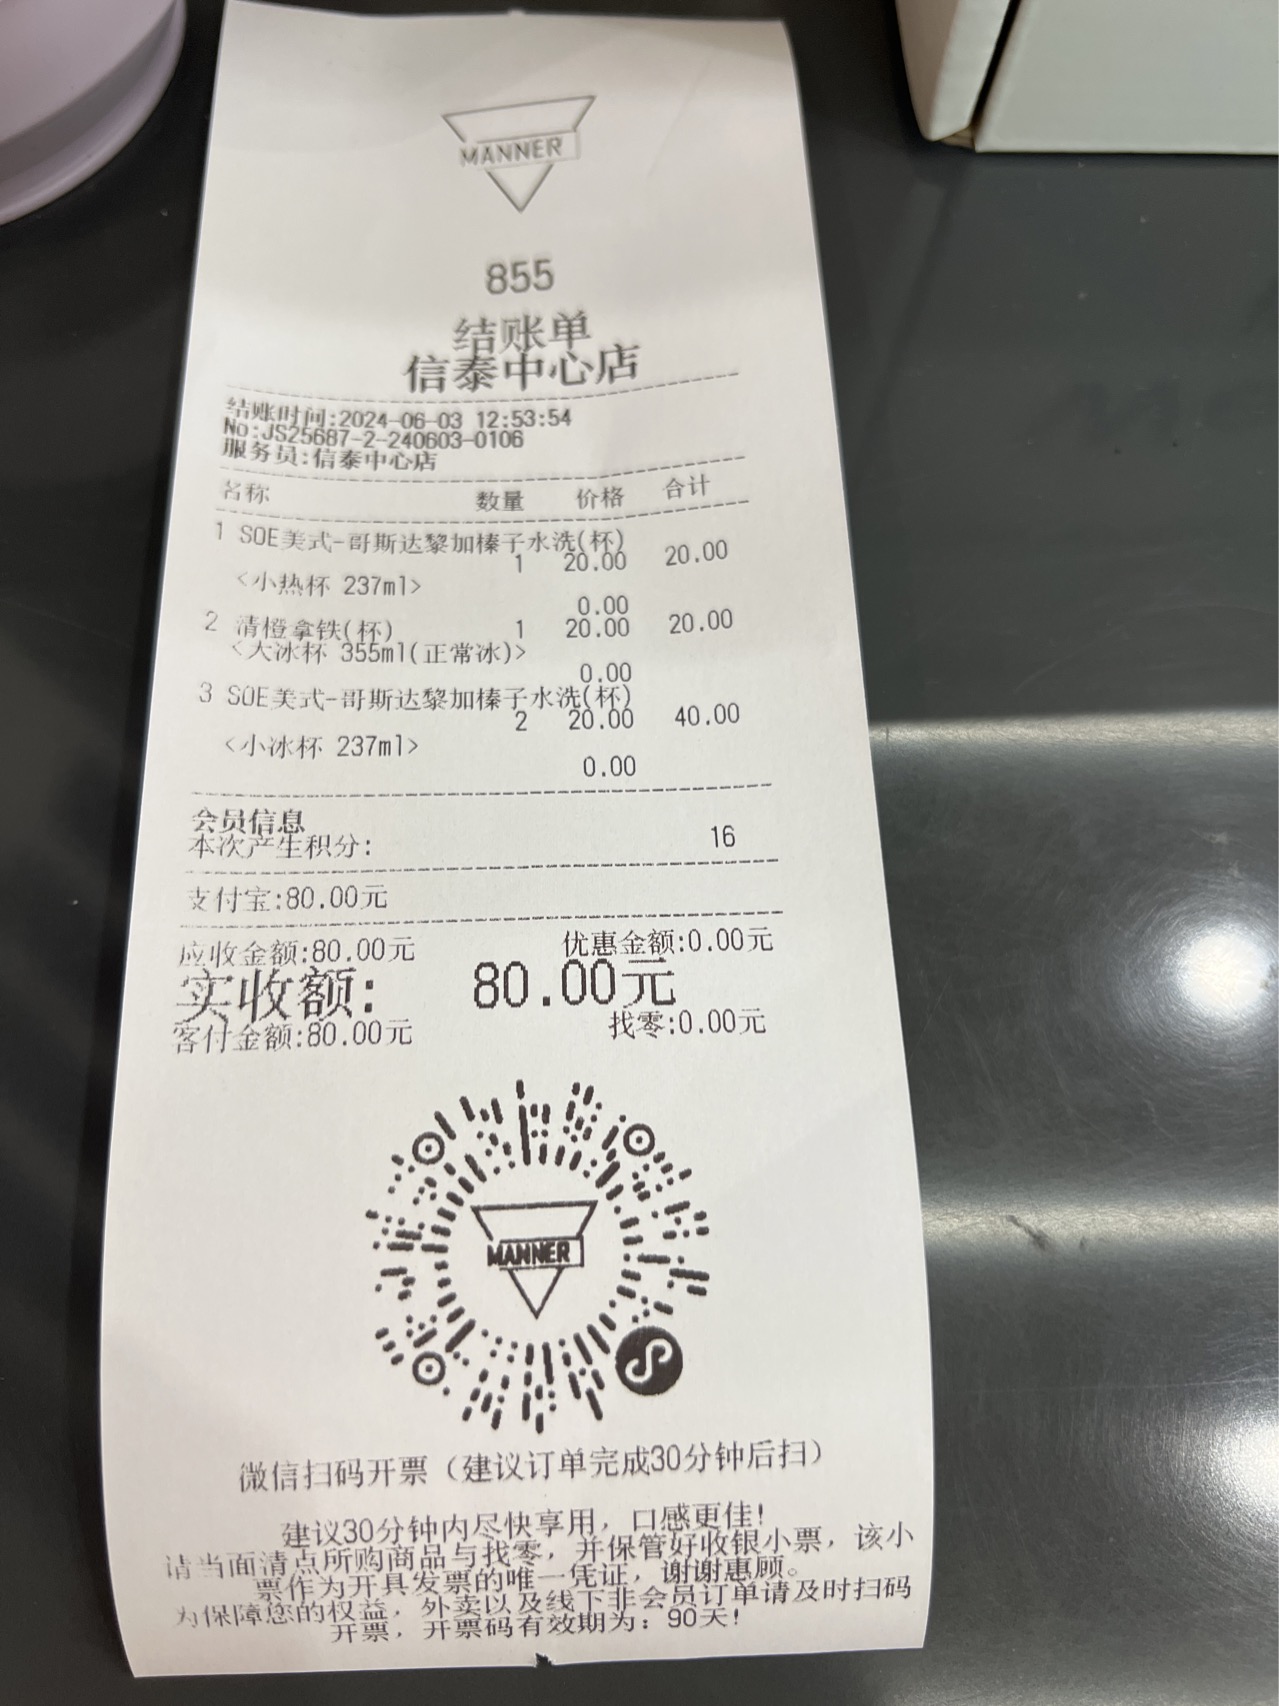 MANNER
855
结账单
信泰中心店
结账时间:2024-06-03 12:53:54
No:JS25687-2-240603-0106
服务员:信泰中心店
名称 数量 价格 合计
1 SOE美式-哥斯达黎加榛子水洗(杯)
1 20.00 20.00
<小热杯 237ml>
0.00
2 清橙拿铁(杯) 1 20.00 20.00
<大冰杯 355ml(正常冰)>
0.00
3 SOE美式-哥斯达黎加榛子水洗(杯)
2 20.00 40.00
<小冰杯 237ml>
0.00
会员信息
本次产生积分: 16
支付宝:80.00元
应收金额:80.00元 优惠金额:0.00元
实收额: 80.00元
客付金额:80.00元 找零:0.00元
MANNER
微信扫码开票（建议订单完成30分钟后扫）
建议30分钟内尽快享用，口感更佳!
请当面清点所购商品与找零，并保管好收银小票，该小
票作为开具发票的唯一凭证，谢谢惠顾。
为保障您的权益，外卖以及线下非会员订单请及时扫码
开票，开票码有效期为：90天!